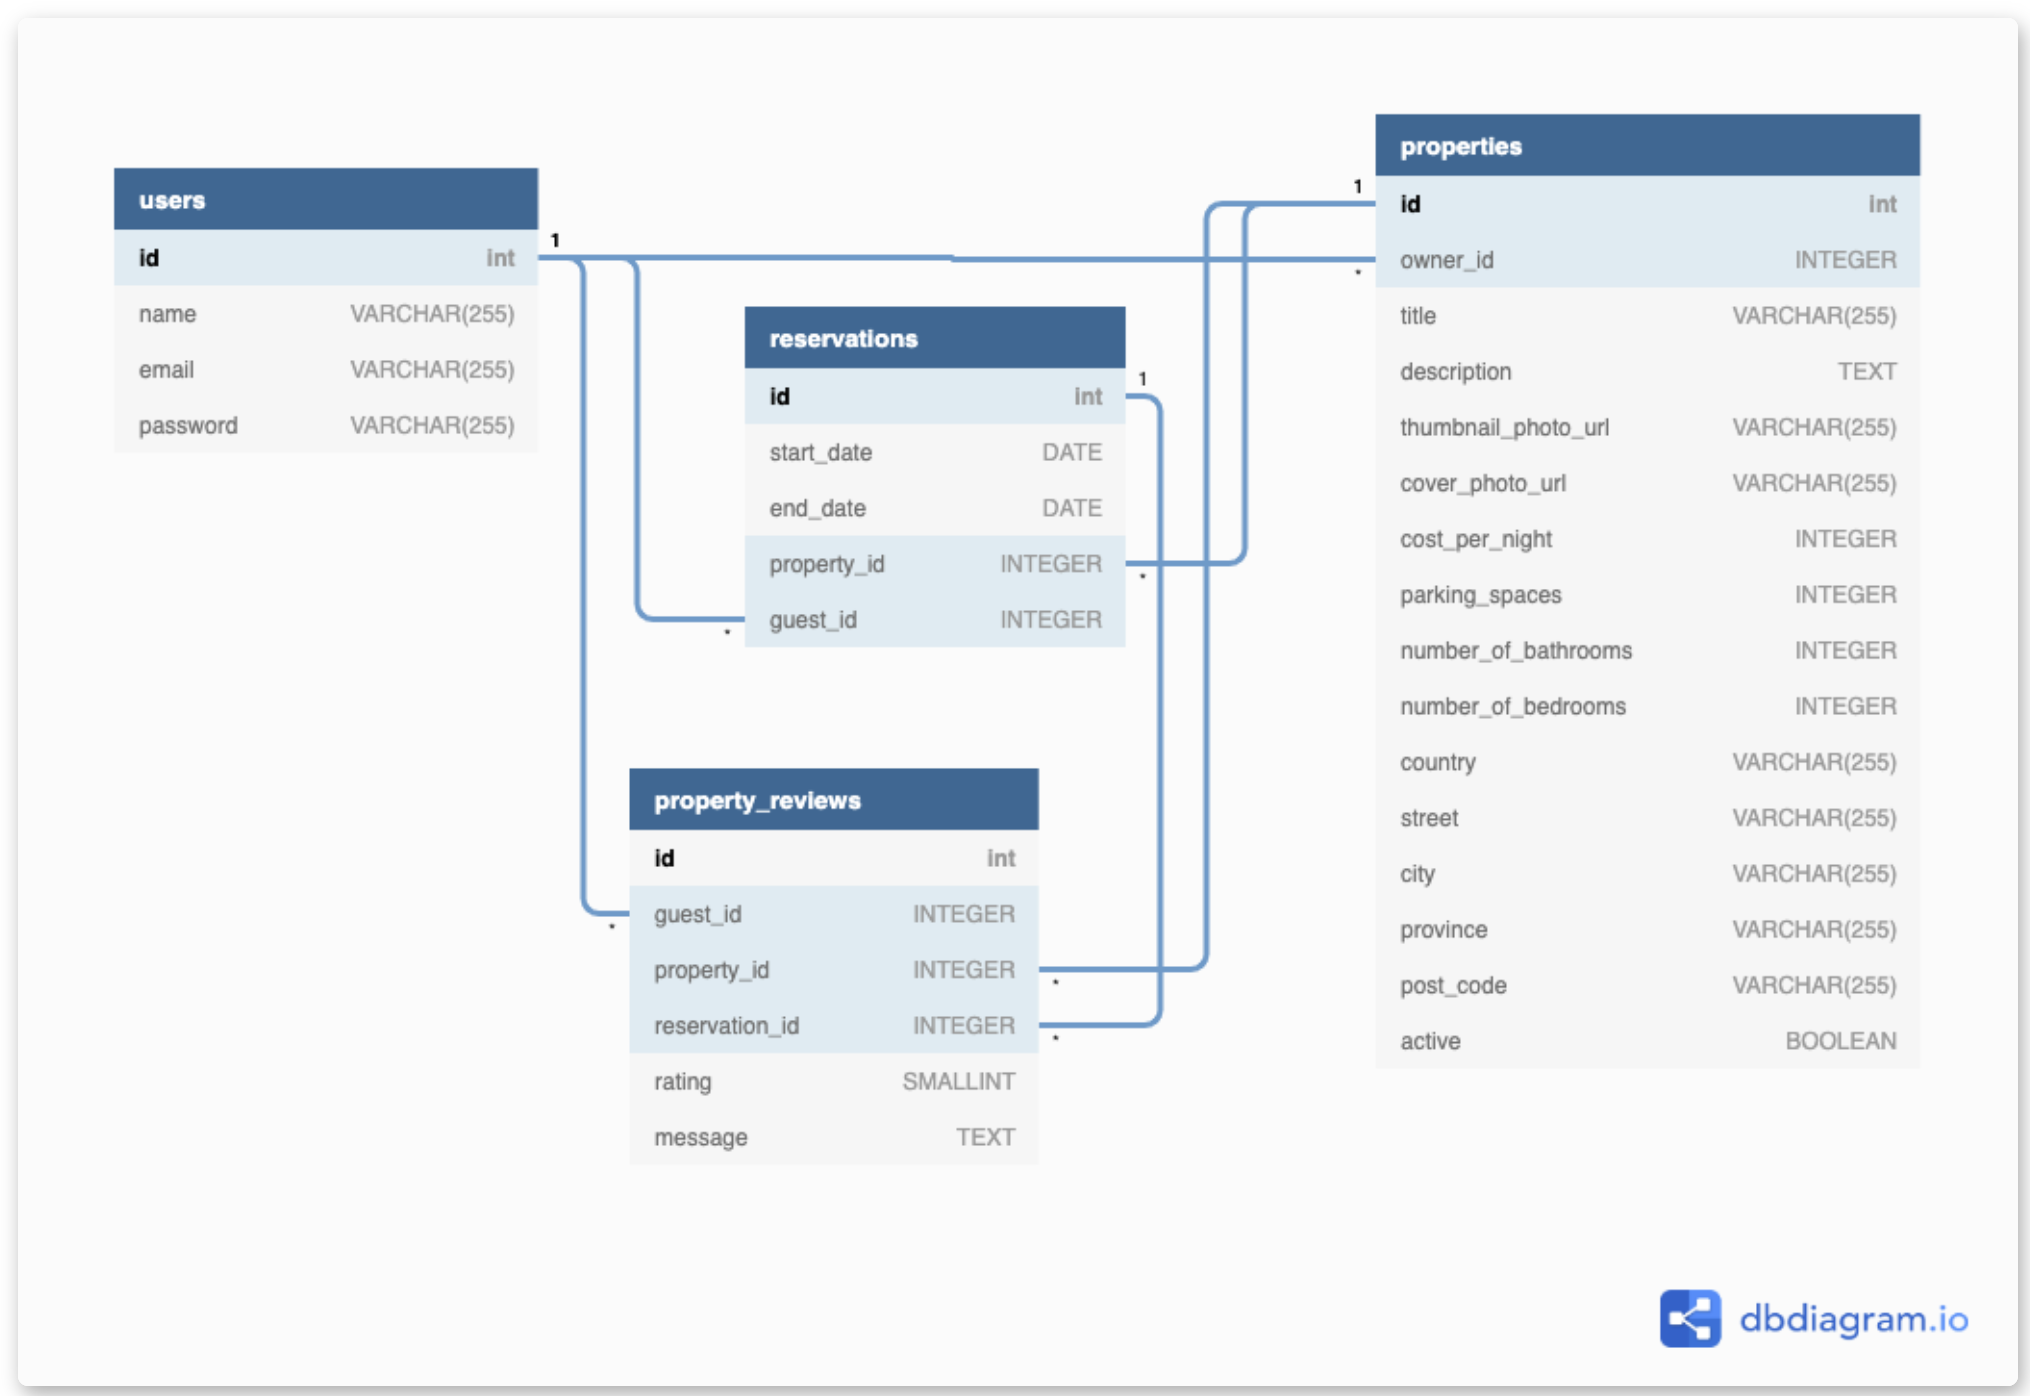 users
1
id int
name VARCHAR(255)
email VARCHAR(255)
password VARCHAR(255)
reservations
1
id int
start_date DATE
end_date DATE
property_id INTEGER
*
guest_id INTEGER
*
property_reviews
id int
guest_id INTEGER
*
property_id INTEGER
*
reservation_id INTEGER
*
rating SMALLINT
message TEXT
properties
1
id int
owner_id INTEGER
*
title VARCHAR(255)
description TEXT
thumbnail_photo_url VARCHAR(255)
cover_photo_url VARCHAR(255)
cost_per_night INTEGER
parking_spaces INTEGER
number_of_bathrooms INTEGER
number_of_bedrooms INTEGER
country VARCHAR(255)
street VARCHAR(255)
city VARCHAR(255)
province VARCHAR(255)
post_code VARCHAR(255)
active BOOLEAN
dbdiagram.io